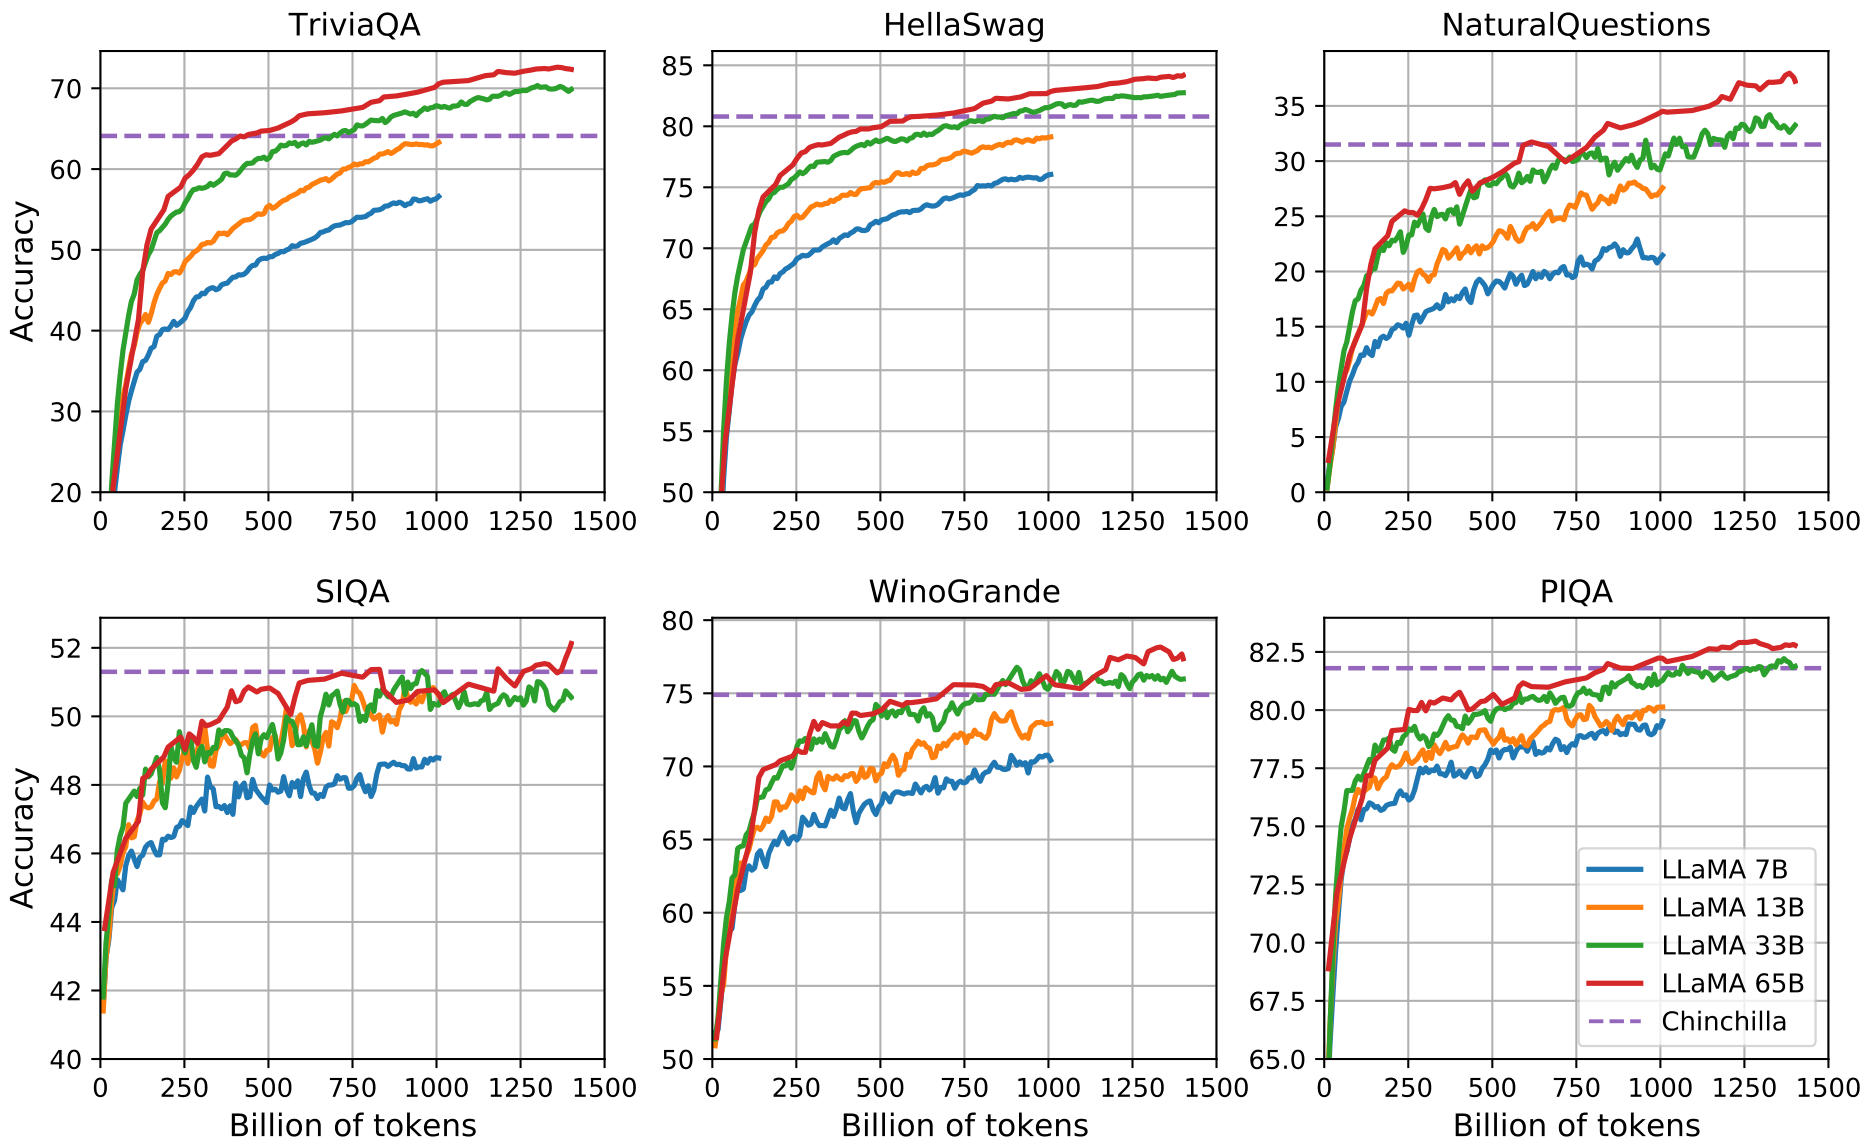 TriviaQA
HellaSwag
NaturalQuestions
Accuracy
70
60
50
40
30
20
0 250 500 750 1000 1250 1500
85
80
75
70
65
60
55
50
0 250 500 750 1000 1250 1500
35
30
25
20
15
10
5
0
0 250 500 750 1000 1250 1500
SIQA
WinoGrande
PIQA
Accuracy
52
50
48
46
44
42
40
0 250 500 750 1000 1250 1500
Billion of tokens
80
75
70
65
60
55
50
0 250 500 750 1000 1250 1500
Billion of tokens
82.5
80.0
77.5
75.0
72.5
70.0
67.5
65.0
0 250 500 750 1000 1250 1500
Billion of tokens
LLaMA 7B
LLaMA 13B
LLaMA 33B
LLaMA 65B
Chinchilla